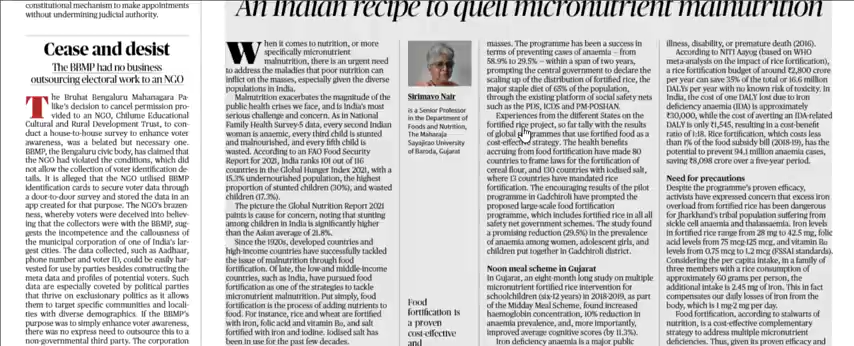 constitutional mechanism to make appointments
without undermining judicial authority.
Cease and desist
The BBMP had no business
outsourcing electoral work to an NGO
The Bruhat Bengaluru Mahanagara Pa-
like's decision to cancel permission pro-
vided to an NGO, Chilume Educational
Cultural and Rural Development Trust, to con-
duct a house-to-house survey to enhance voter
awareness, was a belated but necessary one.
BBMP, the Bengaluru civic body, has claimed that
the NGO had violated the conditions, which did
not allow the collection of voter identification de-
tails. It is alleged that the NGO utilised BBMP
identification cards to secure voter data through
a door-to-door survey and stored the data in an
app created for that purpose. The NGO's brazen-
ness, whereby voters were deceived into believ-
ing that the collectors were with the BBMP, sug-
gests the incompetence and the callousness of
the municipal corporation of one of India's lar-
gest cities. The data collected, such as Aadhaar,
phone number and voter ID, could be easily har-
vested for use by parties besides constructing the
meta data and profiles of potential voters. Such
data are especially coveted by political parties
that thrive on exclusionary politics as it allows
them to target specific communities and locali-
ties with diverse demographics. If the BBMP's
purpose was to simply enhance voter awareness,
there was no express need to outsource this to a
non-governmental third party. The corporation
An Indian recipe to quell micronutrient malnutrition
When it comes to nutrition, or more
specifically micronutrient
malnutrition, there is an urgent need
to address the maladies that poor nutrition can
inflict on the masses, especially given the diverse
populations in India.
Malnutrition exacerbates the magnitude of the
public health crises we face, and is India's most
serious challenge and concern. As in National
Family Health Survey-5 data, every second Indian
woman is anaemic, every third child is stunted
and malnourished, and every fifth child is
wasted. According to an FAO Food Security
Report for 2021, India ranks 101 out of 116
countries in the Global Hunger Index 2021, with a
15.3% undernourished population, the highest
proportion of stunted children (30%), and wasted
children (17.3%).
The picture the Global Nutrition Report 2021
paints is cause for concern, noting that stunting
among children in India is significantly higher
than the Asian average of 21.8%.
Since the 1920s, developed countries and
high-income countries have successfully tackled
the issue of malnutrition through food
fortification. Of late, the low-and middle-income
countries, such as India, have pursued food
fortification as one of the strategies to tackle
micronutrient malnutrition. Put simply, food
fortification is the process of adding nutrients to
food. For instance, rice and wheat are fortified
with iron, folic acid and vitamin B12, and salt
fortified with iron and iodine. Iodised salt has
been in use for the past few decades.
Sirimavo Nair
is a Senior Professor
in the Department of
Foods and Nutrition,
The Maharaja
Sayajirao University
of Baroda, Gujarat
Food
fortification is
a proven
cost-effective
and
masses. The programme has been a success in
terms of preventing cases of anaemia – from
58.9% to 29.5% – within a span of two years,
prompting the central government to declare the
scaling up of the distribution of fortified rice, the
major staple diet of 65% of the population,
through the existing platform of social safety nets
such as the PDS, ICDS and PM-POSHAN.
Experiences from the different States on the
fortified rice project, so far tally with the results
of global programmes that use fortified food as a
cost-effective strategy. The health benefits
accruing from food fortification have made 80
countries to frame laws for the fortification of
cereal flour, and 130 countries with iodised salt,
where 13 countries have mandated rice
fortification. The encouraging results of the pilot
programme in Gadchiroli have prompted the
proposed large-scale food fortification
programme, which includes fortified rice in all all
safety net government schemes. The study found
a promising reduction (29.5%) in the prevalence
of anaemia among women, adolescent girls, and
children put together in Gadchiroli district.
Noon meal scheme in Gujarat
In Gujarat, an eight-month long study on multiple
micronutrient fortified rice intervention for
schoolchildren (six-12 years) in 2018-2019, as part
of the Midday Meal Scheme, found increased
haemoglobin concentration, 10% reduction in
anaemia prevalence, and, more importantly,
improved average cognitive scores (by 11.3%).
Iron deficiency anaemia is a major public
illness, disability, or premature death (2016).
According to NITI Aayog (based on WHO
meta-analysis on the impact of rice fortification),
a rice fortification budget of around ₹2,800 crore
per year can save 35% of the total or 16.6 million
DALYs per year with no known risk of toxicity. In
India, the cost of one DALY lost due to iron
deficiency anaemia (IDA) is approximately
₹30,000, while the cost of averting an IDA-related
DALY is only ₹1,545, resulting in a cost-benefit
ratio of 1:18. Rice fortification, which costs less
than 1% of the food subsidy bill (2018-19), has the
potential to prevent 94.1 million anaemia cases,
saving ₹8,098 crore over a five-year period.
Need for precautions
Despite the programme's proven efficacy,
activists have expressed concern that excess iron
overload from fortified rice has been dangerous
for Jharkhand's tribal population suffering from
sickle cell anaemia and thalassaemia. Iron levels
in fortified rice range from 28 mg to 42.5 mg, folic
acid levels from 75 mcg-125 mcg, and vitamin B12
levels from 0.75 mcg to 1.2 mcg (FSSAI standards).
Considering the per capita intake, in a family of
three members with a rice consumption of
approximately 60 grams per person, the
additional intake is 2.45 mg of iron. This in fact
compensates our daily losses of iron from the
body, which is 1 mg-2 mg per day.
Food fortification, according to stalwarts of
nutrition, is a cost-effective complementary
strategy to address multiple micronutrient
deficiencies. Thus, given its proven efficacy and